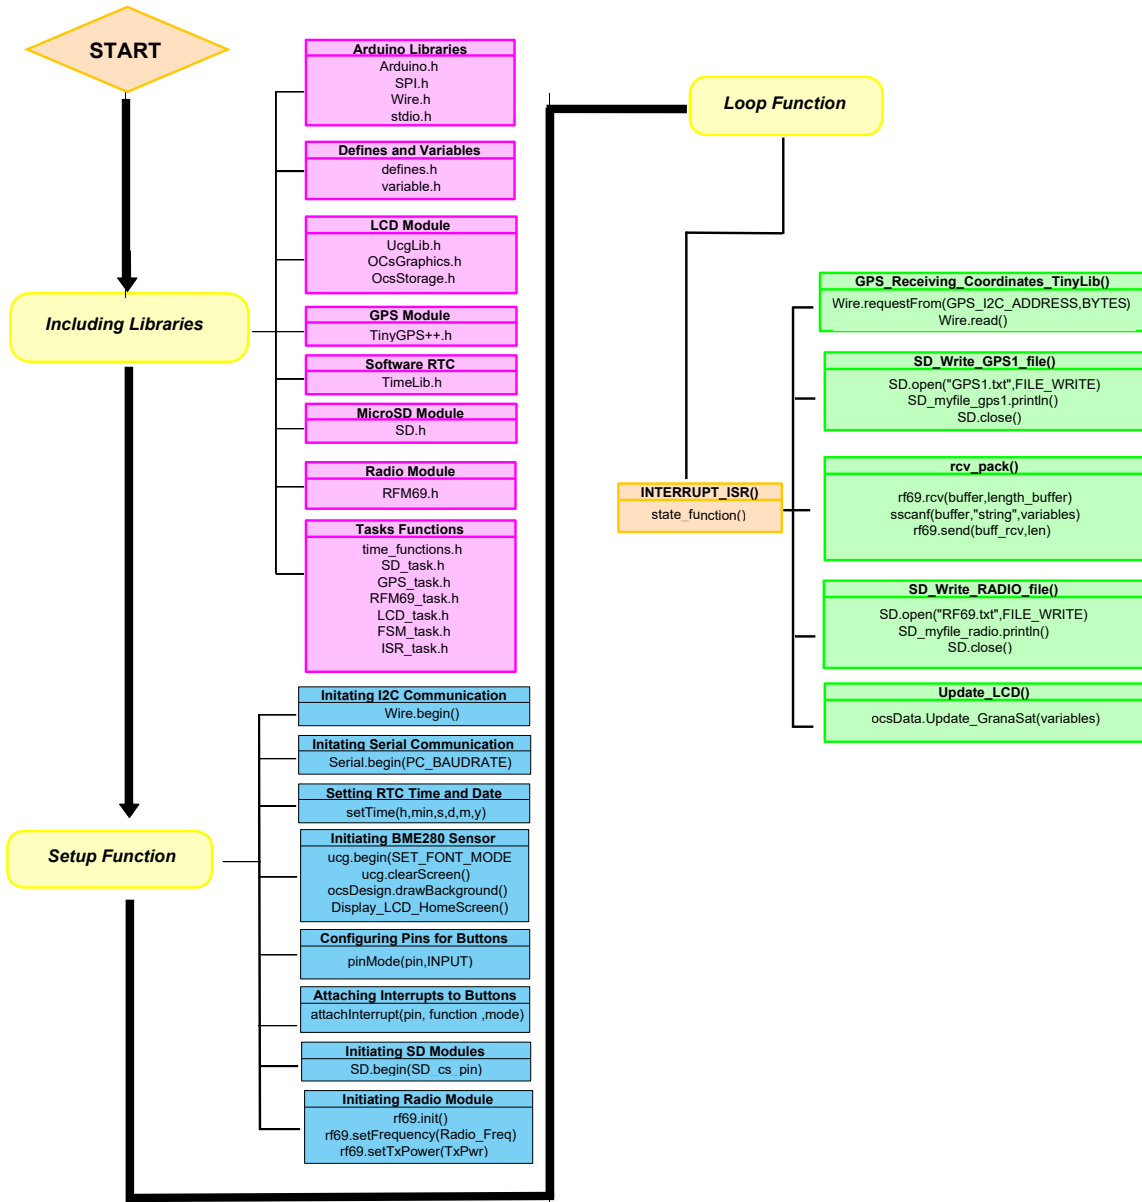 START
Including Libraries
Arduino Libraries
Arduino.h
SPI.h
Wire.h
stdio.h
Defines and Variables
defines.h
variable.h
LCD Module
UcgLib.h
OCsGraphics.h
OcsStorage.h
GPS Module
TinyGPS++.h
Software RTC
TimeLib.h
MicroSD Module
SD.h
Radio Module
RFM69.h
Tasks Functions
time_functions.h
SD_task.h
GPS_task.h
RFM69_task.h
LCD_task.h
FSM_task.h
ISR_task.h
Setup Function
Initating I2C Communication
Wire.begin()
Initating Serial Communication
Serial.begin(PC_BAUDRATE)
Setting RTC Time and Date
setTime(h,min,s,d,m,y)
Initiating BME280 Sensor
ucg.begin(SET_FONT_MODE
ucg.clearScreen()
ocsDesign.drawBackground()
Display_LCD_HomeScreen()
Configuring Pins for Buttons
pinMode(pin,INPUT)
Attaching Interrupts to Buttons
attachInterrupt(pin, function ,mode)
Initiating SD Modules
SD.begin(SD_cs_pin)
Initiating Radio Module
rf69.init()
rf69.setFrequency(Radio_Freq)
rf69.setTxPower(TxPwr)
Loop Function
INTERRUPT_ISR()
state_function()
GPS_Receiving_Coordinates_TinyLib()
Wire.requestFrom(GPS_I2C_ADDRESS,BYTES)
Wire.read()
SD_Write_GPS1_file()
SD.open("GPS1.txt",FILE_WRITE)
SD_myfile_gps1.println()
SD.close()
rcv_pack()
rf69.rcv(buffer,length_buffer)
sscanf(buffer,"string",variables)
rf69.send(buff_rcv,len)
SD_Write_RADIO_file()
SD.open("RF69.txt",FILE_WRITE)
SD_myfile_radio.println()
SD.close()
Update_LCD()
ocsData.Update_GranaSat(variables)